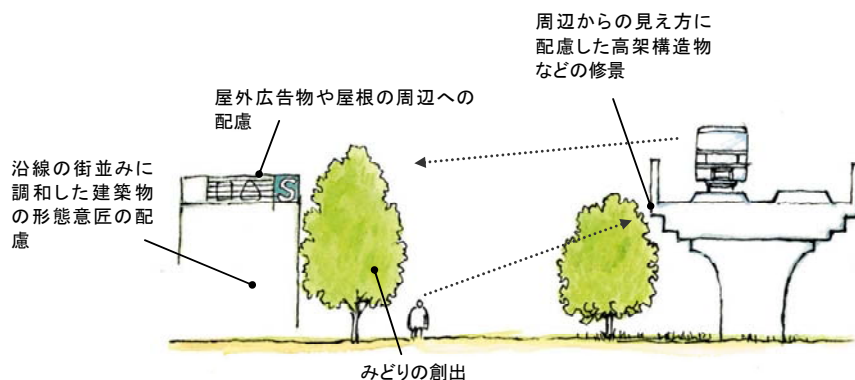 周辺からの見え方に
配慮した高架構造物
などの修景
屋外広告物や屋根の周辺への
配慮
沿線の街並みに
調和した建築物
の形態意匠の配
慮
S
みどりの創出